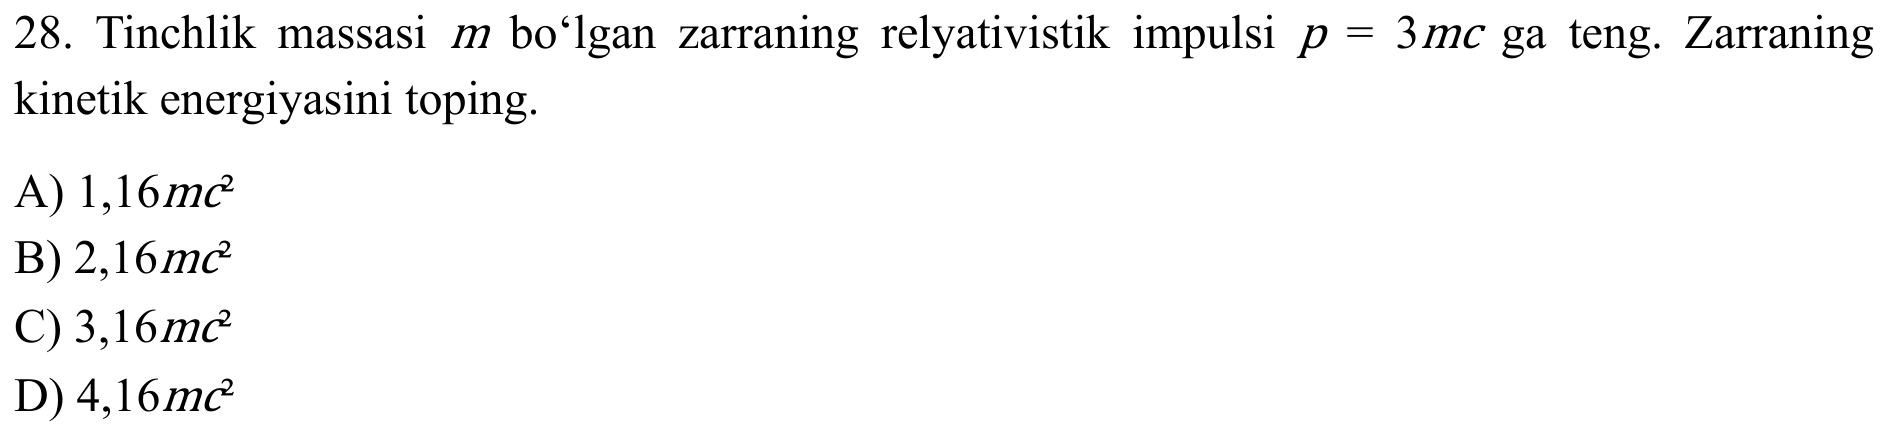 28. Tinchlik massasi m bo‘lgan zarraning relyativistik impulsi p = 3mc ga teng. Zarraning
kinetik energiyasini toping.
A) 1,16mc²
B) 2,16mc²
C) 3,16mc²
D) 4,16mc²